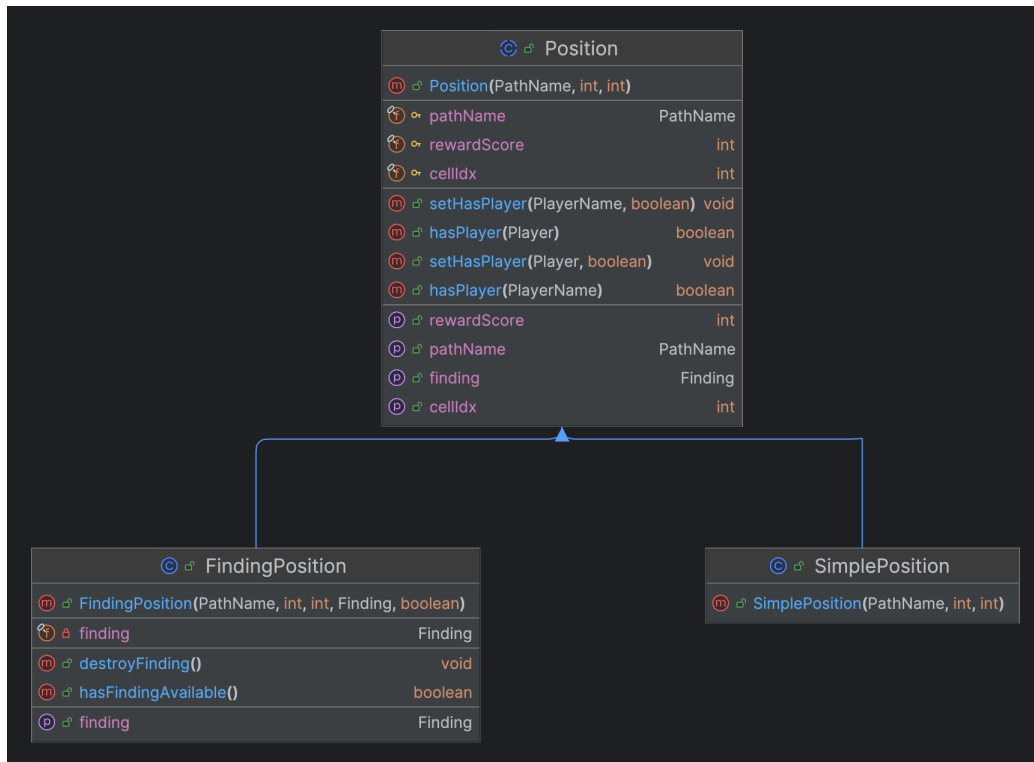 Position
Position(PathName, int, int)
pathName PathName
rewardScore int
cellIdx int
setHasPlayer(PlayerName, boolean) void
hasPlayer(Player) boolean
setHasPlayer(Player, boolean) void
hasPlayer(PlayerName) boolean
rewardScore int
pathName PathName
finding Finding
cellIdx int
FindingPosition
FindingPosition(PathName, int, int, Finding, boolean)
finding Finding
destroyFinding() void
hasFindingAvailable() boolean
finding Finding
SimplePosition
SimplePosition(PathName, int, int)